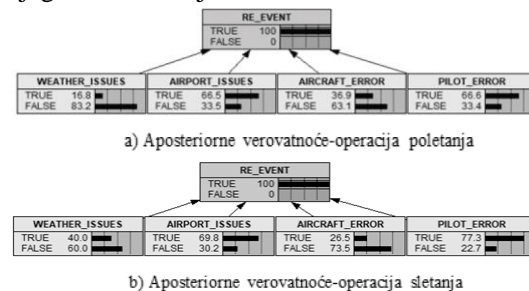 RE_EVENT
TRUE 100
FALSE 0
WEATHER_ISSUES AIRPORT_ISSUES AIRCRAFT_ERROR PILOT_ERROR
TRUE 16.8 TRUE 66.5 TRUE 36.9 TRUE 66.6
FALSE 83.2 FALSE 33.5 FALSE 63.1 FALSE 33.4
a) Aposteriorne verovatnoće-operacija poletanja
RE_EVENT
TRUE 100
FALSE 0
WEATHER_ISSUES AIRPORT_ISSUES AIRCRAFT_ERROR PILOT_ERROR
TRUE 40.0 TRUE 69.8 TRUE 26.5 TRUE 77.3
FALSE 60.0 FALSE 30.2 FALSE 73.5 FALSE 22.7
b) Aposteriorne verovatnoće-operacija sletanja